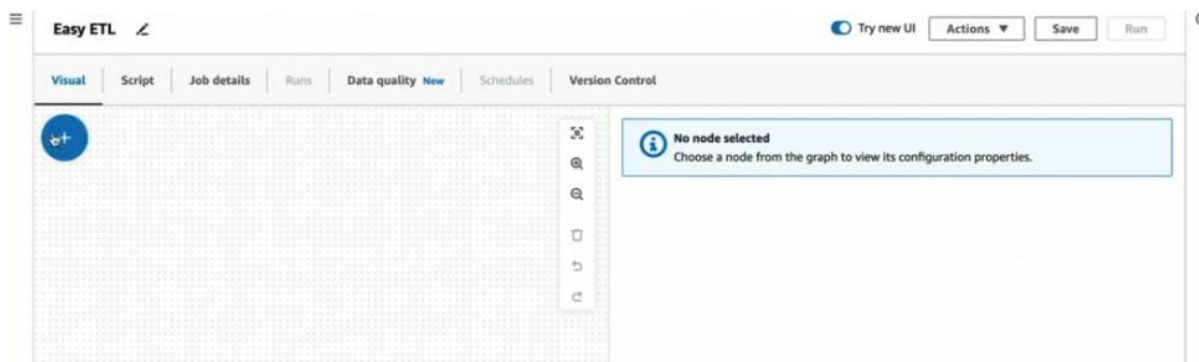 Easy ETL
Try new UI
Actions
Save
Run
Visual
Script
Job details
Runs
Data quality New
Schedules
Version Control
No node selected
Choose a node from the graph to view its configuration properties.